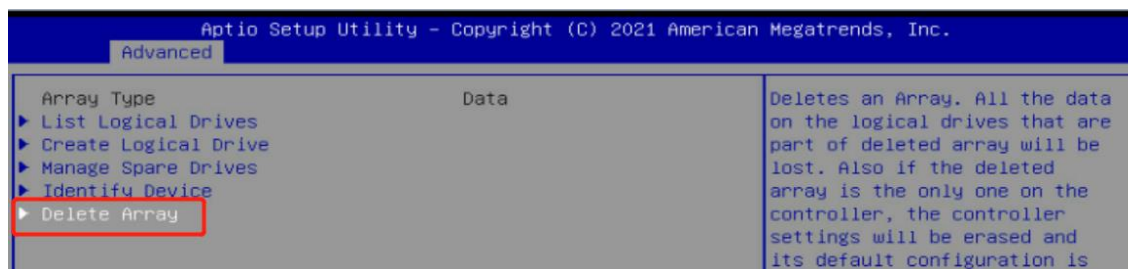 Aptio Setup Utility – Copyright (C) 2021 American Megatrends, Inc.
Advanced
Array Type Data
List Logical Drives
Create Logical Drive
Manage Spare Drives
Identify Device
Delete Array
Deletes an Array. All the data
on the logical drives that are
part of deleted array will be
lost. Also if the deleted
array is the only one on the
controller, the controller
settings will be erased and
its default configuration is